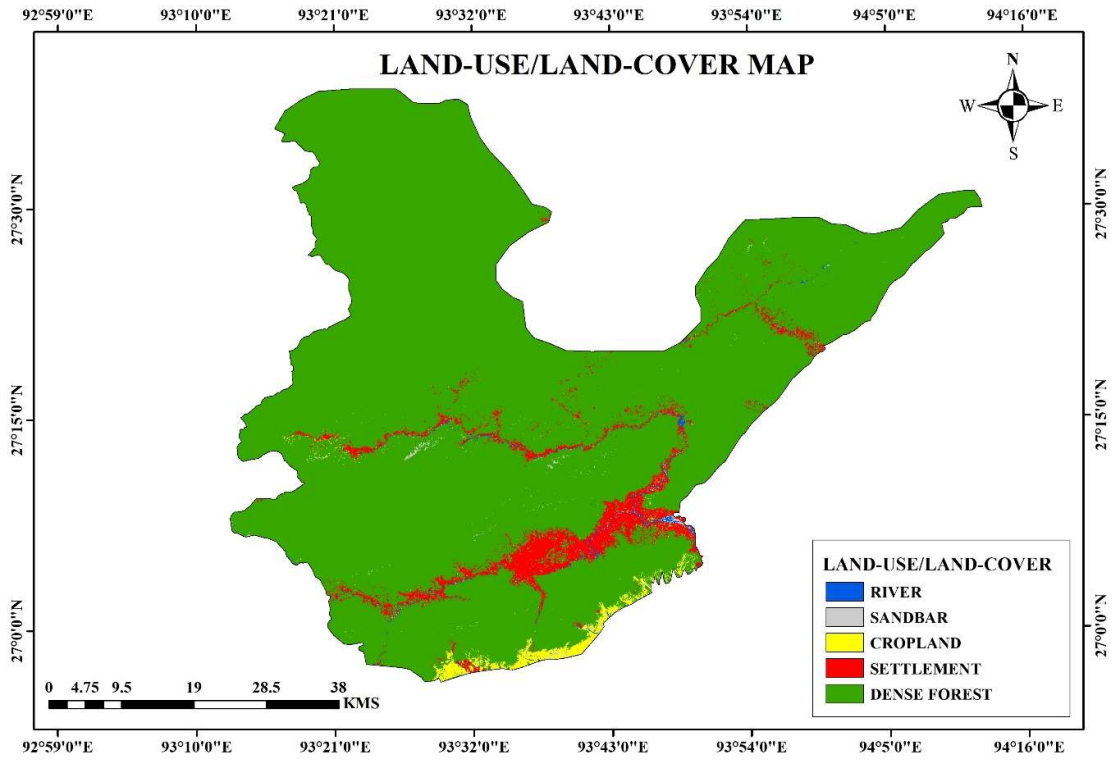 92°59'0"E 93°10'0"E 93°21'0"E 93°32'0"E 93°43'0"E 93°54'0"E 94°5'0"E 94°16'0"E
LAND-USE/LAND-COVER MAP
N
W E
S
27°30'0"N 27°30'0"N
27°15'0"N 27°15'0"N
27°0'0"N 27°0'0"N
LAND-USE/LAND-COVER
RIVER
SANDBAR
CROPLAND
SETTLEMENT
DENSE FOREST
0 4.75 9.5 19 28.5 38
KMS
92°59'0"E 93°10'0"E 93°21'0"E 93°32'0"E 93°43'0"E 93°54'0"E 94°5'0"E 94°16'0"E